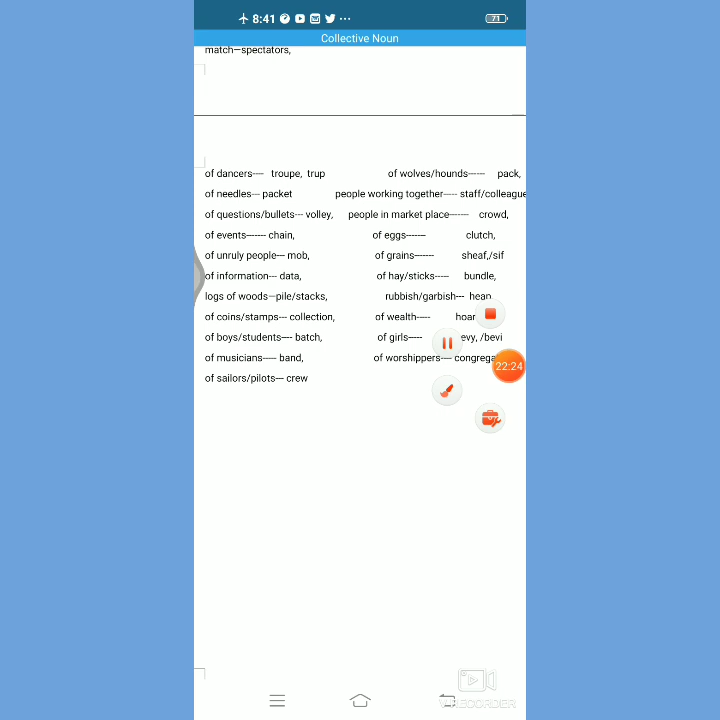 8:41 71
Collective Noun
match—spectators,
of dancers---- troupe, trup of wolves/hounds------ pack,
of needles--- packet people working together----- staff/colleague
of questions/bullets--- volley, people in market place------- crowd,
of events------- chain, of eggs------- clutch,
of unruly people--- mob, of grains------- sheaf,/sif
of information--- data, of hay/sticks----- bundle,
logs of woods—pile/stacks, rubbish/garbish--- heap
of coins/stamps--- collection, of wealth----- hoar
of boys/students---- batch, of girls----- evy, /bevi
of musicians----- band, of worshippers---- congrega
22:24
of sailors/pilots--- crew
V RECORDER